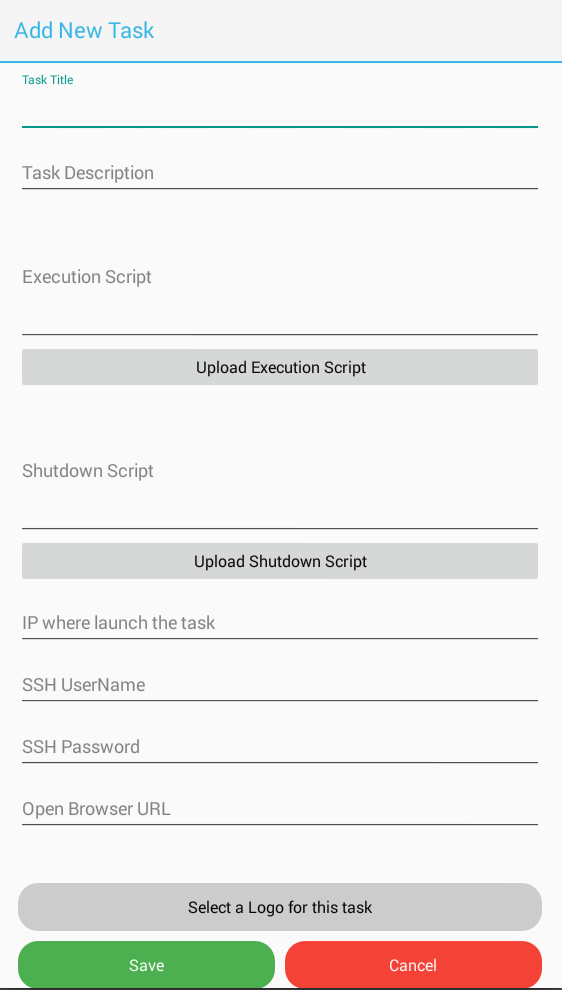 Add New Task
Task Title
Task Description
Execution Script
Upload Execution Script
Shutdown Script
Upload Shutdown Script
IP where launch the task
SSH UserName
SSH Password
Open Browser URL
Select a Logo for this task
Save
Cancel